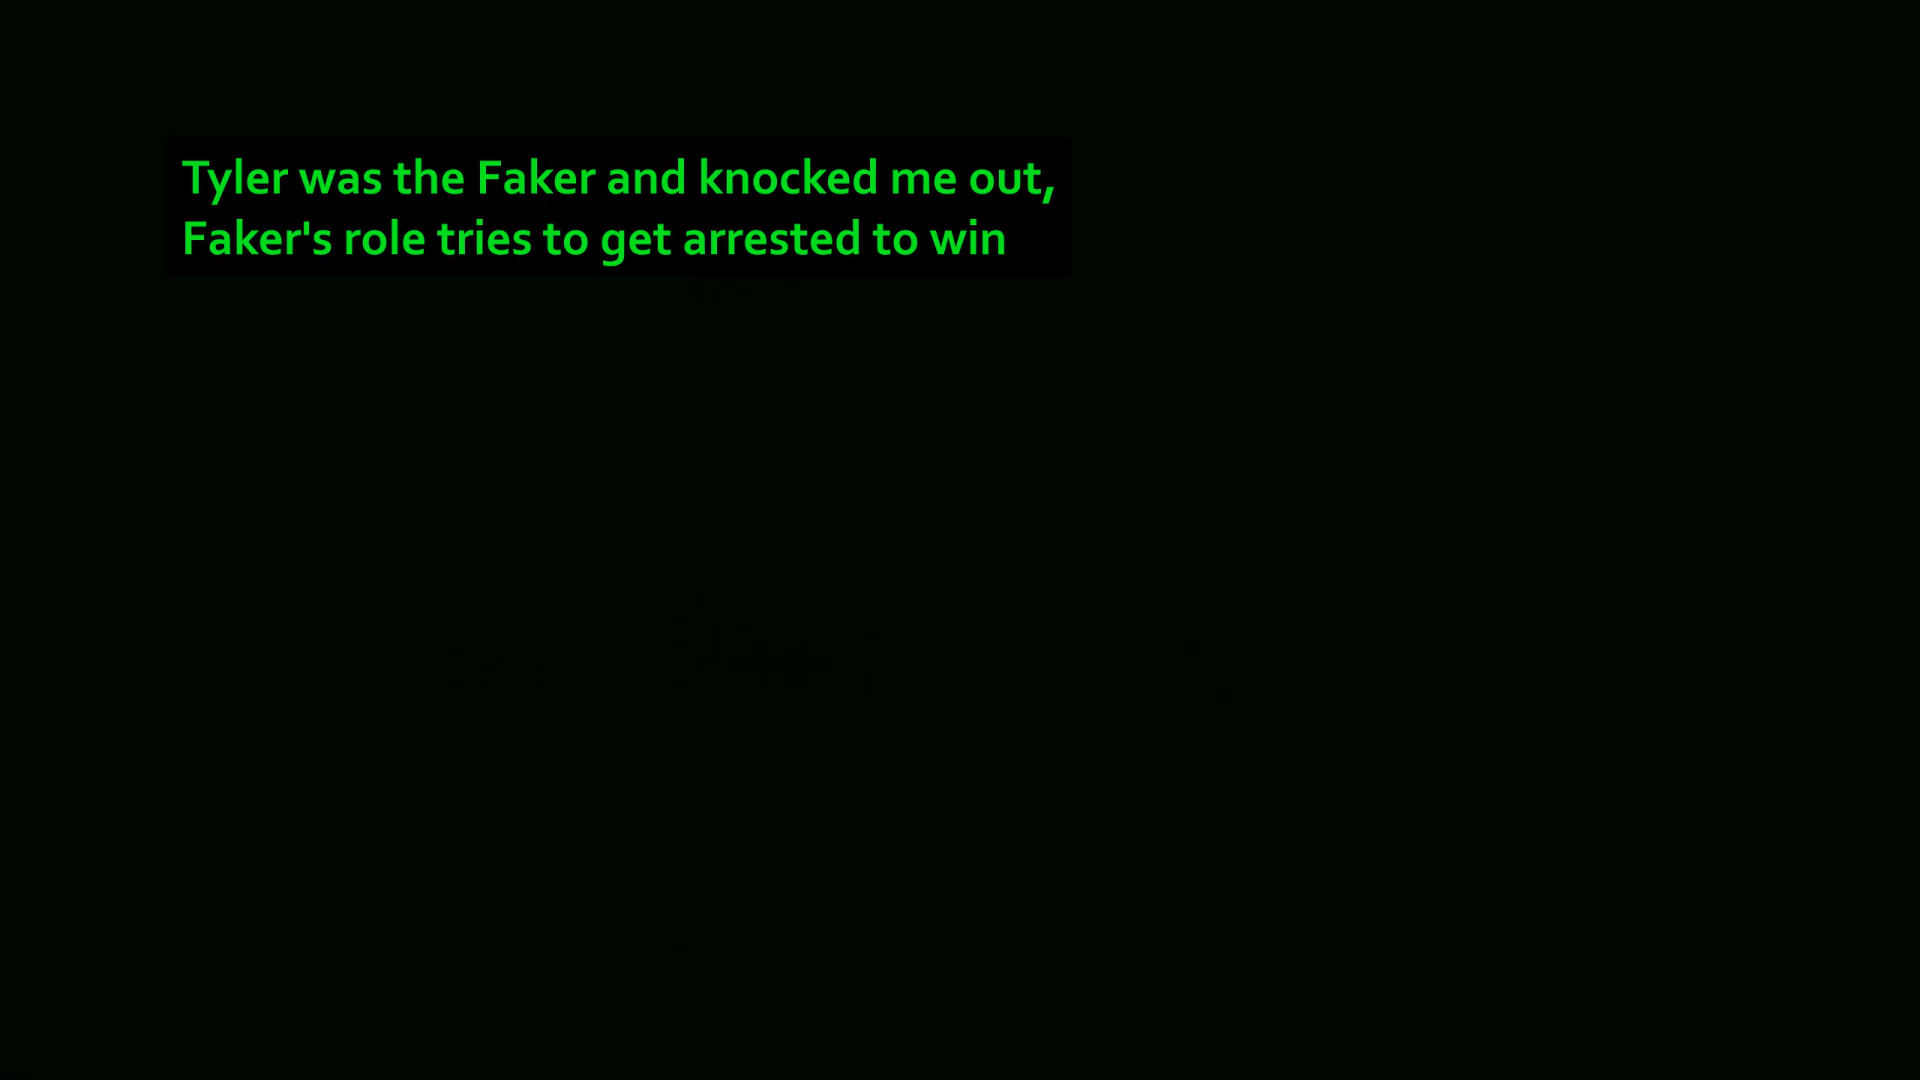 Tyler was the Faker and knocked me out,
Faker's role tries to get arrested to win